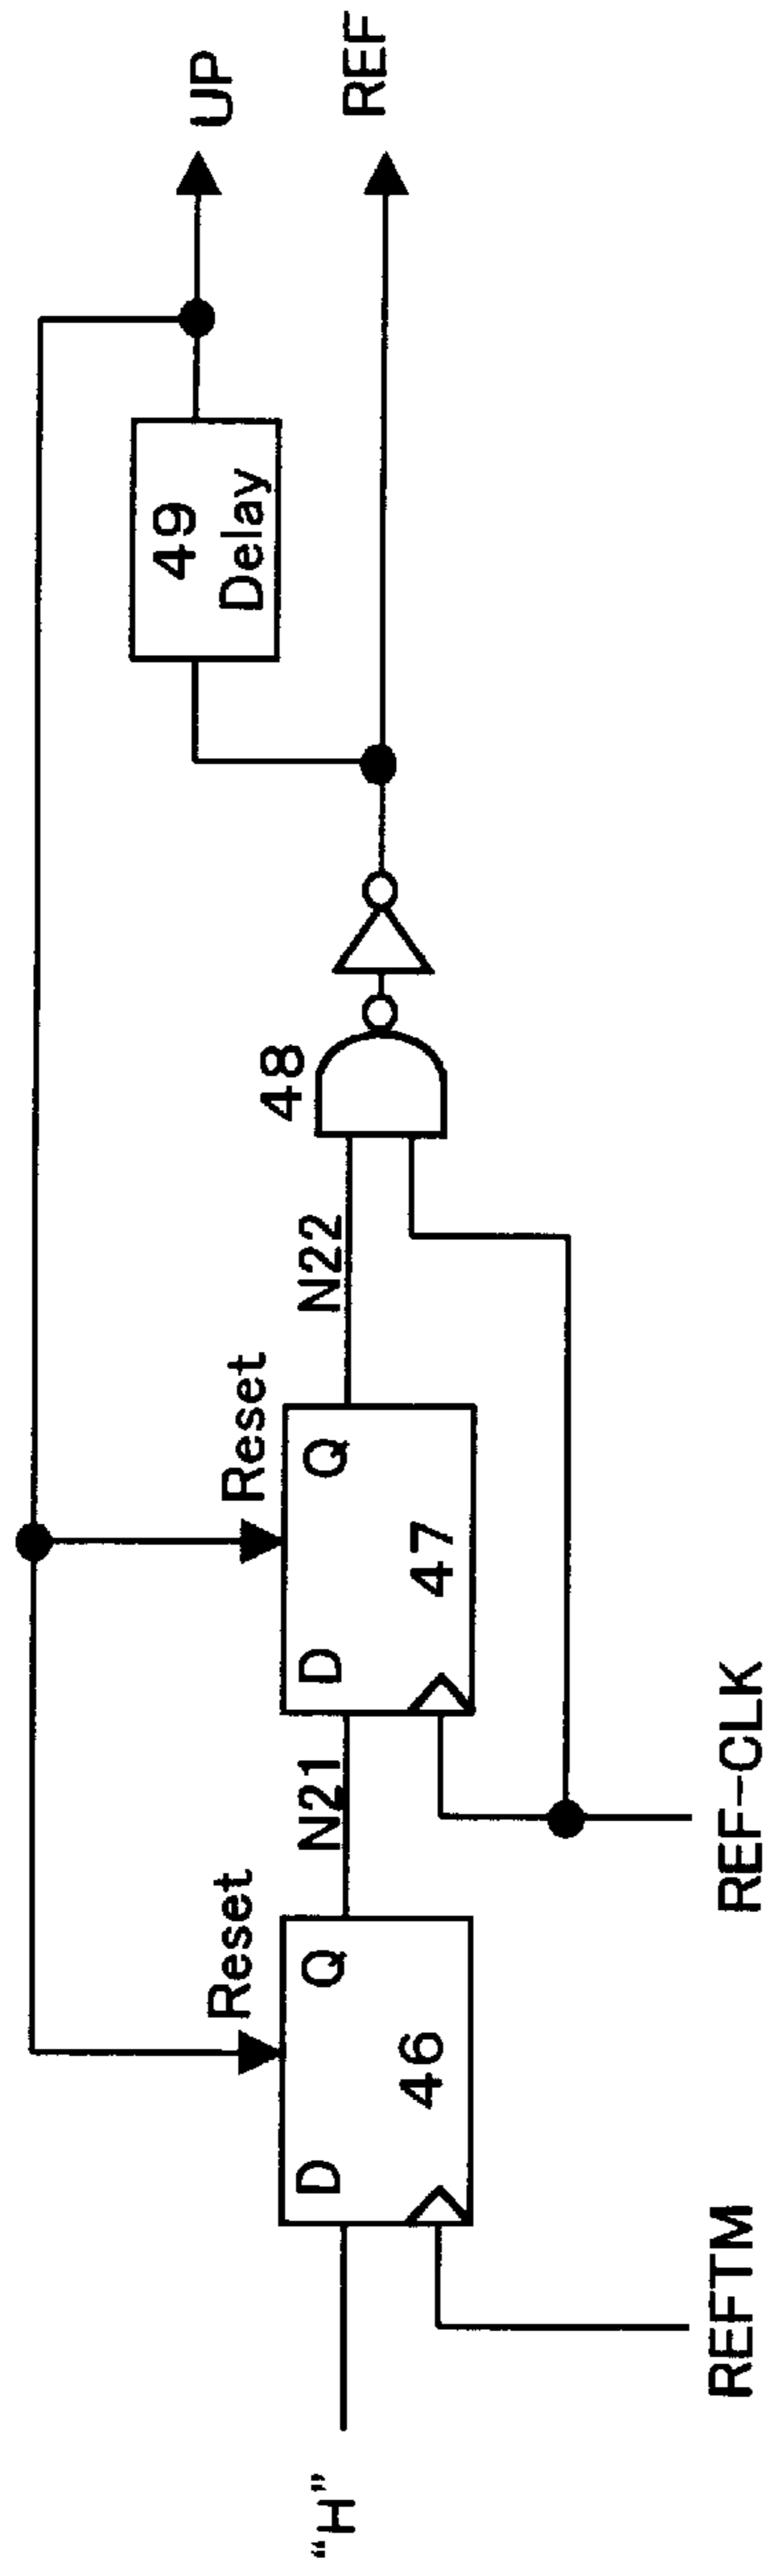 UP
REF
49
Delay
48
N22
Reset
Q
47
D
N21
REF-CLK
Reset
Q
46
D
REFTM
“H”